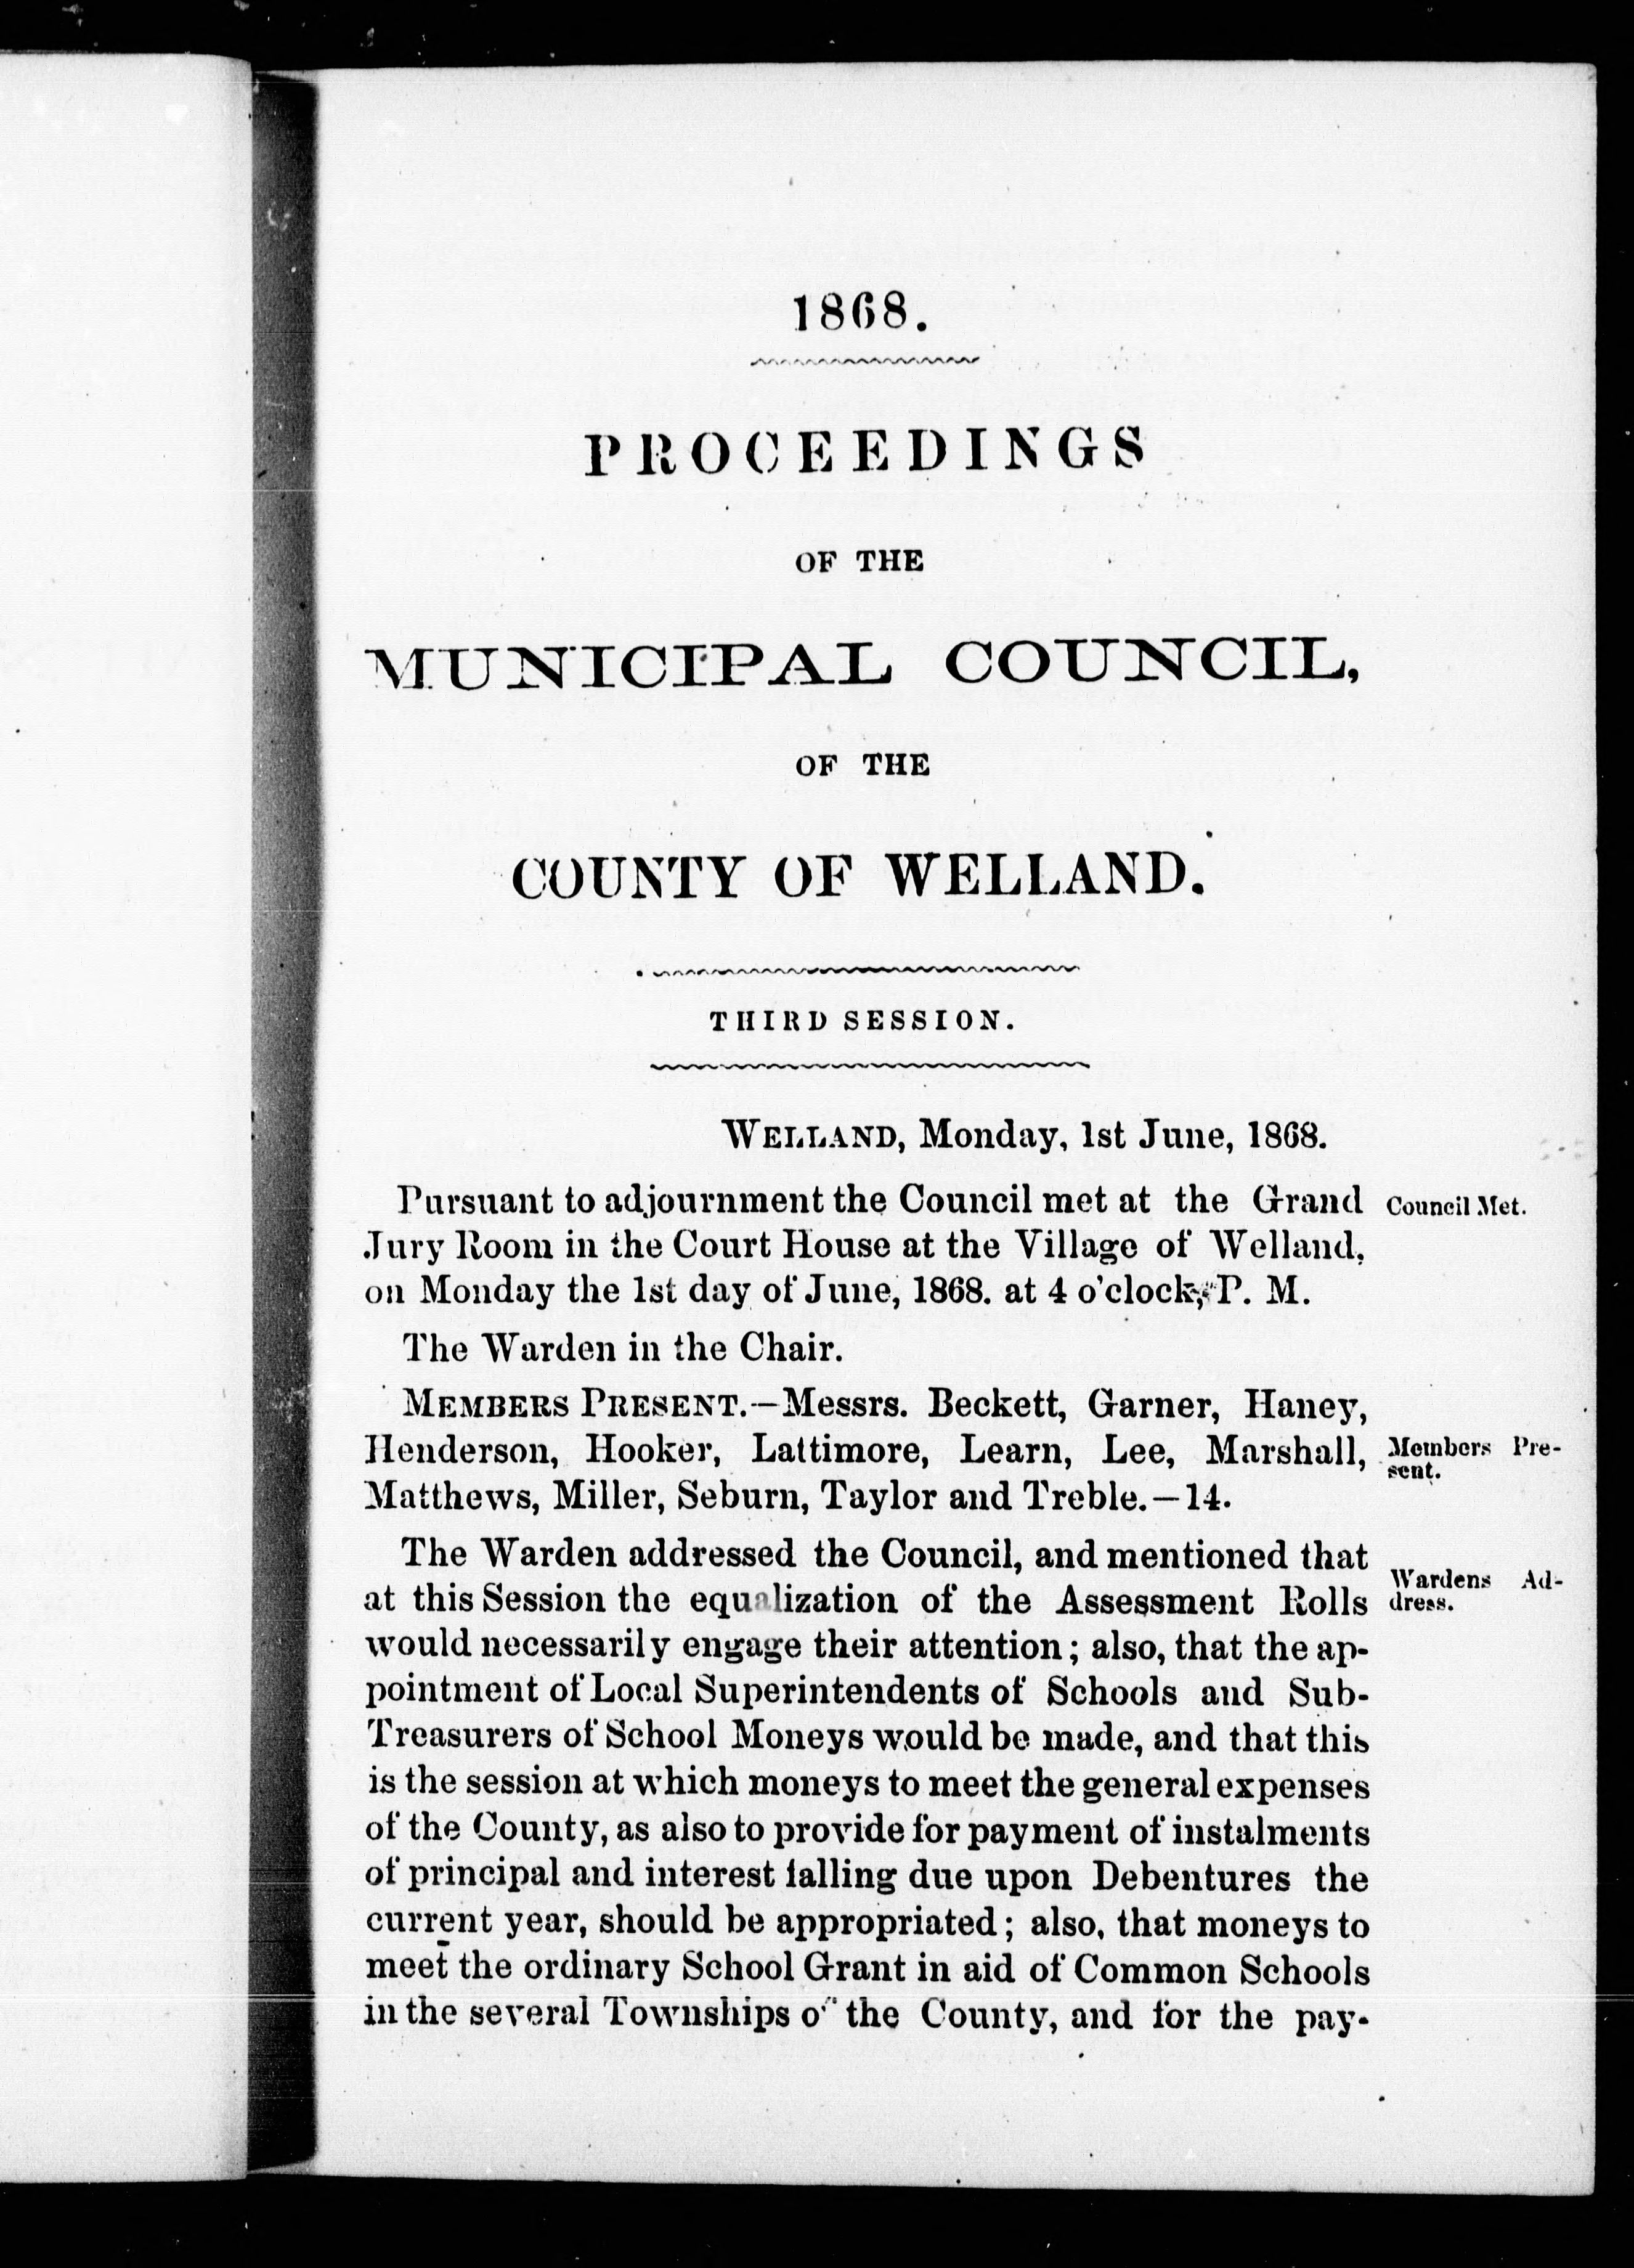 1868.
PROCEEDINGS
OF THE
MUNICIPAL COUNCIL,
OF THE
COUNTY OF WELLAND.
THIRD SESSION.
WELLAND, Monday, 1st June, 1868.
Pursuant to adjournment the Council met at the Grand
Council Met.
Jury Room in the Court House at the Village of Welland,
on Monday the 1st day of June, 1868. at 4 o'clock, P. M.
The Warden in the Chair.
MEMBERS PRESENT.—Messrs. Beckett, Garner, Haney,
Henderson, Hooker, Lattimore, Learn, Lee, Marshall,
Members Pre-
sent.
Matthews, Miller, Seburn, Taylor and Treble.—14.
The Warden addressed the Council, and mentioned that
at this Session the equalization of the Assessment Rolls
Wardens Ad-
dress.
would necessarily engage their attention; also, that the ap-
pointment of Local Superintendents of Schools and Sub-
Treasurers of School Moneys would be made, and that this
is the session at which moneys to meet the general expenses
of the County, as also to provide for payment of instalments
of principal and interest falling due upon Debentures the
current year, should be appropriated; also, that moneys to
meet the ordinary School Grant in aid of Common Schools
in the several Townships of the County, and for the pay-